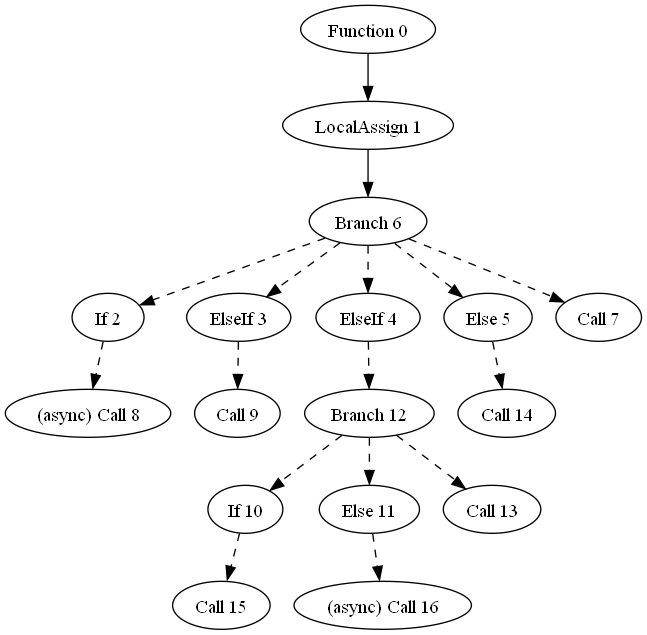 Function 0
LocalAssign 1
Branch 6
If 2
ElseIf 3
ElseIf 4
Else 5
Call 7
(async) Call 8
Call 9
Branch 12
Call 14
If 10
Else 11
Call 13
Call 15
(async) Call 16